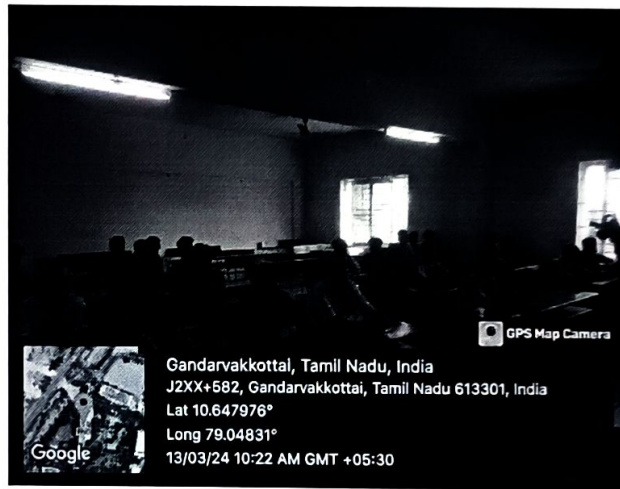 GPS Map Camera
Gandarvakkottai, Tamil Nadu, India
J2XX+582, Gandarvakkottai, Tamil Nadu 613301, India
Lat 10.647976°
Long 79.04831°
13/03/24 10:22 AM GMT +05:30
Google